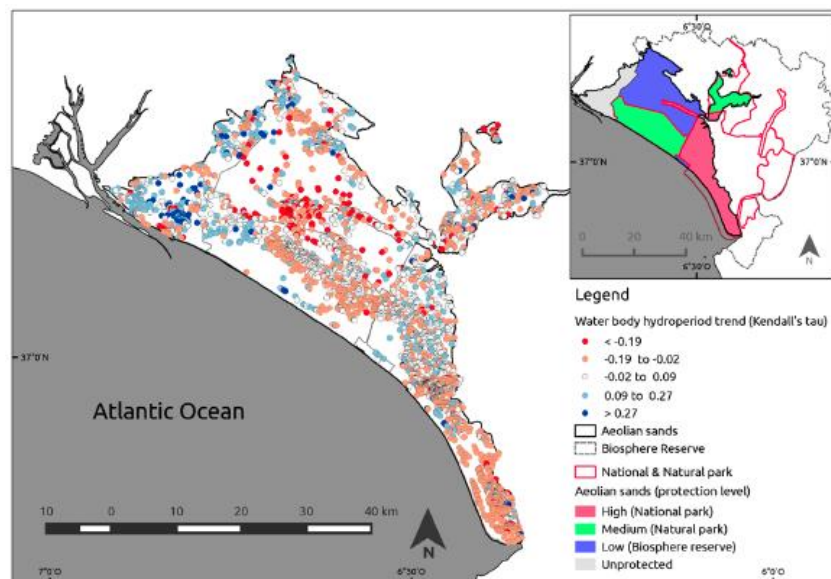 6°30'O
37°0'N
37°0'N
0 20 40 km
N
6°30'O
Legend
Water body hydroperiod trend (Kendall's tau)
< -0.19
-0.19 to -0.02
-0.02 to 0.09
0.09 to 0.27
> 0.27
Aeolian sands
Biosphere Reserve
National & Natural park
Aeolian sands (protection level)
High (National park)
Medium (Natural park)
Low (Biosphere reserve)
Unprotected
37°0'N
Atlantic Ocean
10 0 10 20 30 40 km
N
7°0'O
6°30'O
6°0'O